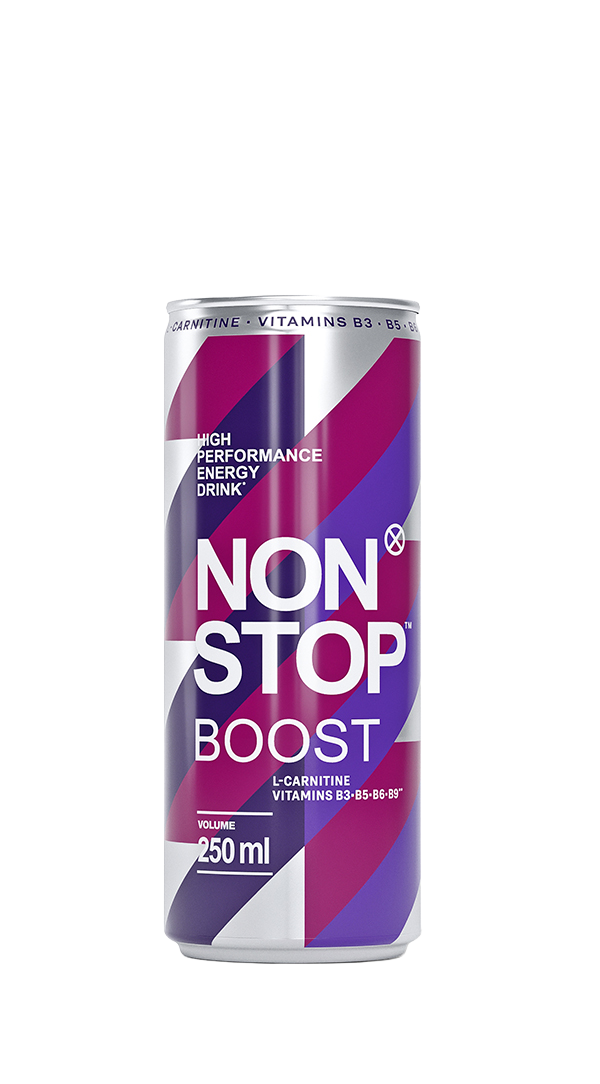 -CARNITINE · VITAMINS B3 · B5 · B6
HIGH
PERFORMANCE
ENERGY
DRINK*
NON
STOP™
BOOST
L-CARNITINE
VITAMINS B3·B5·B6·B9**
VOLUME
250 ml